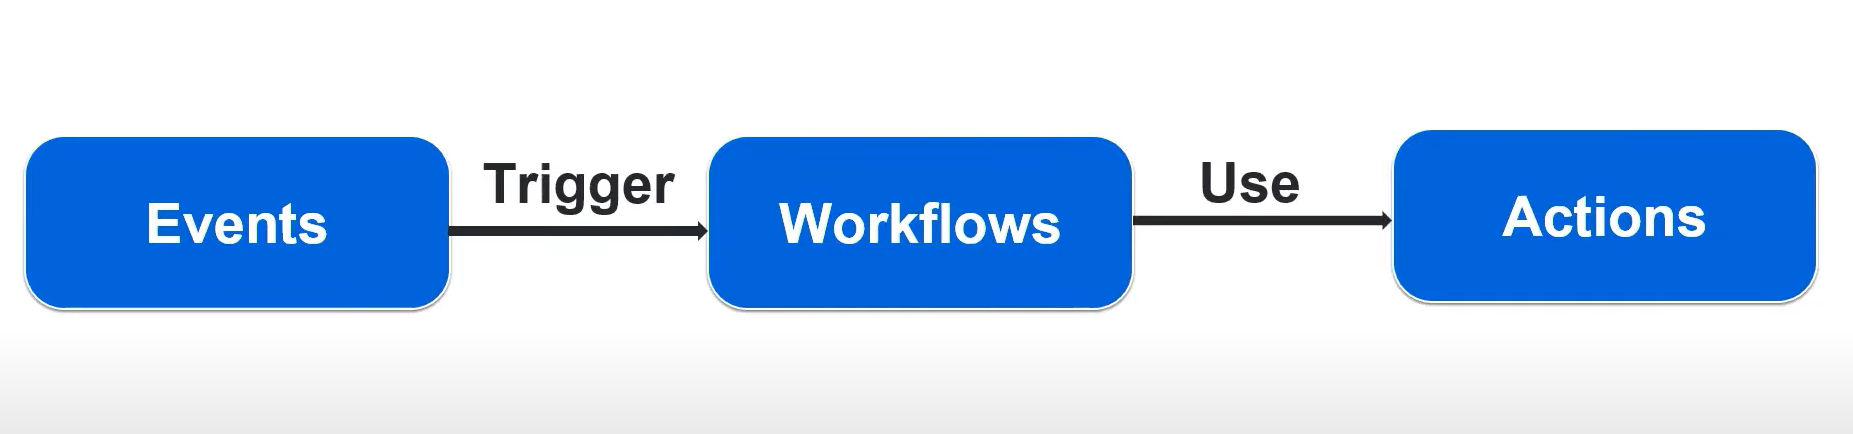 Events
Trigger
Workflows
Use
Actions